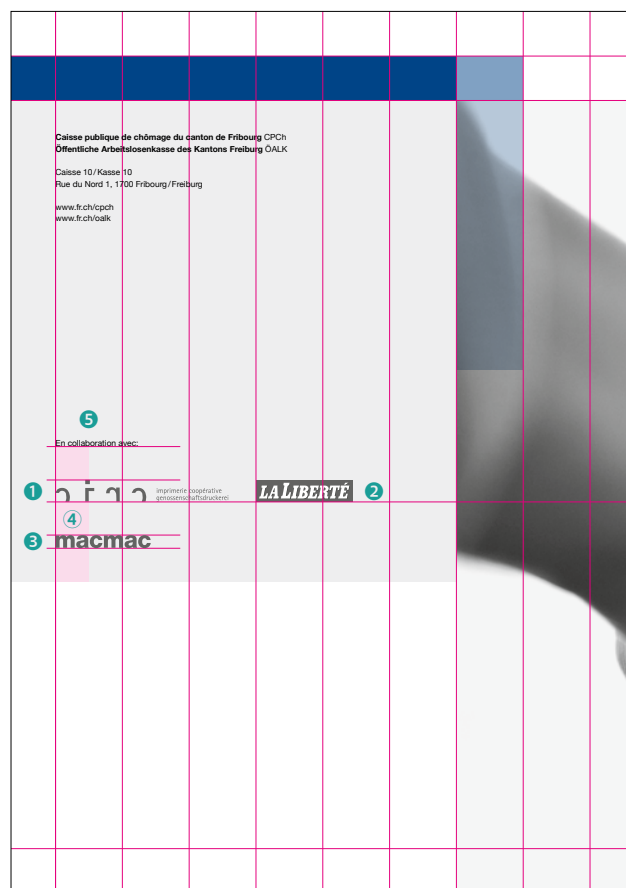 Caisse publique de chômage du canton de Fribourg CPCh
Öffentliche Arbeitslosenkasse des Kantons Freiburg ÖALK
Caisse 10/Kasse 10
Rue du Nord 1, 1700 Fribourg/Freiburg
www.fr.ch/cpch
www.fr.ch/oalk
5
En collaboration avec:
1
imprimerie coopérative
genossenschaftsdruckerei
LA LIBERTÉ
2
4
3
macmac